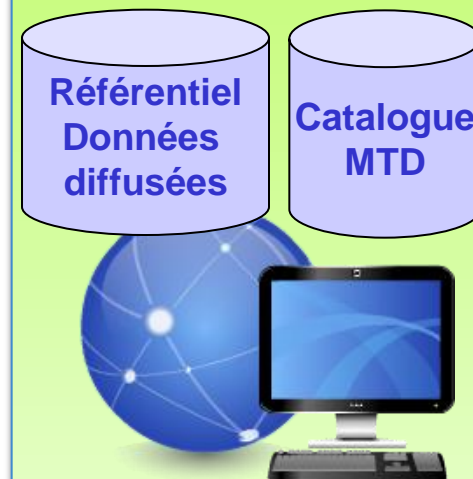 Référentiel
Données
diffusées
Catalogue
MTD